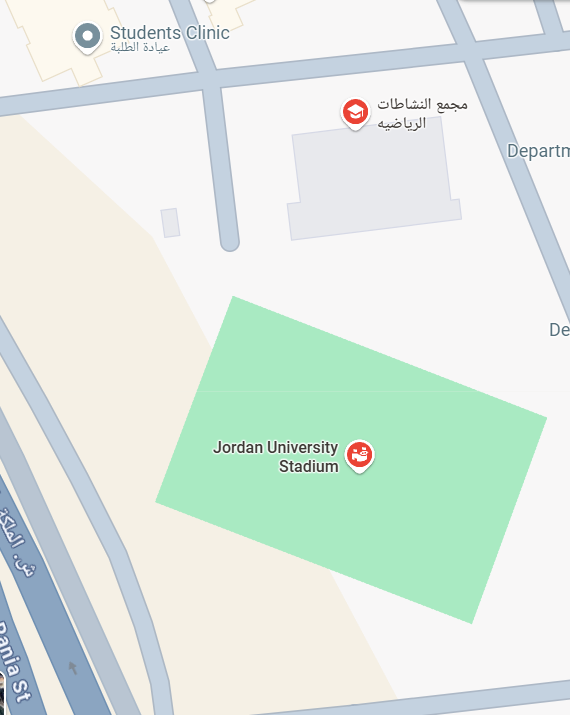 Students Clinic
عيادة الطلبة
مجمع النشاطات
الرياضيه
Departm
De
Jordan University
Stadium
ش. الملكة
Rania St